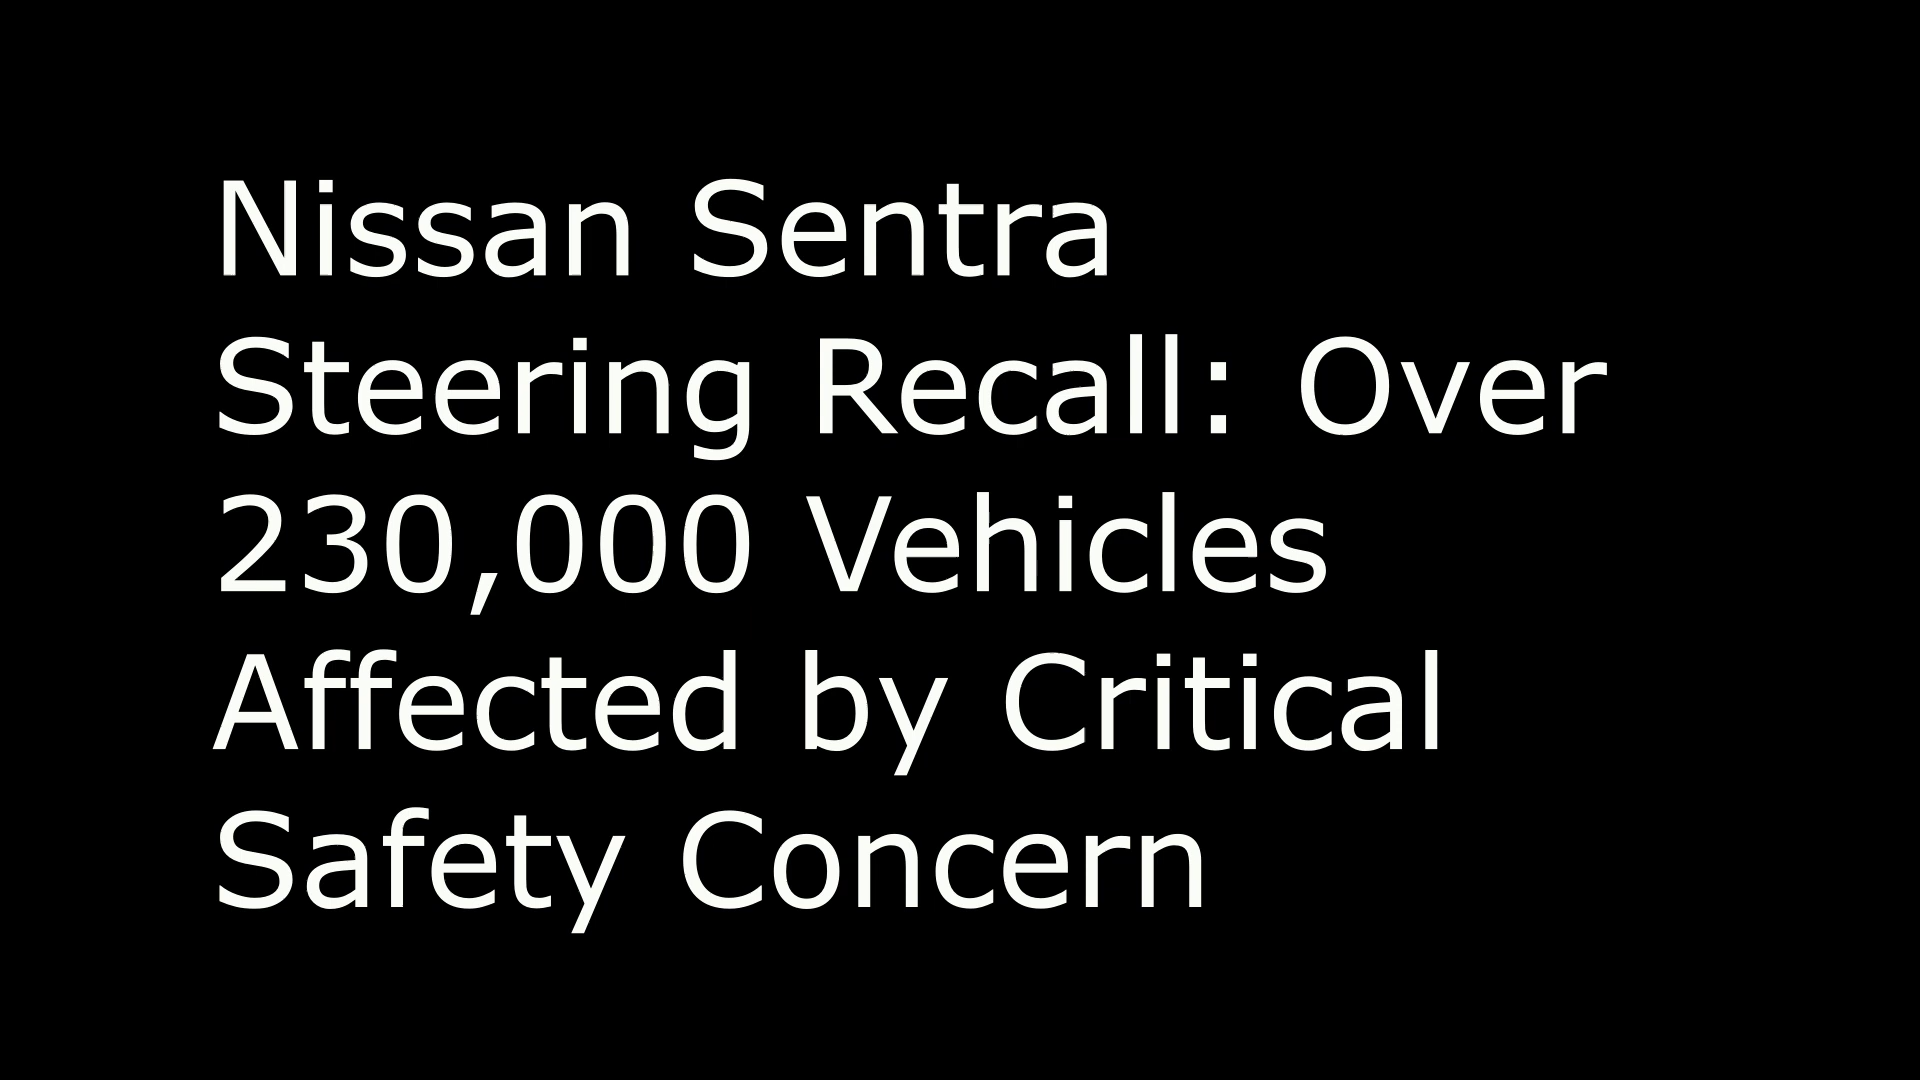 Nissan Sentra
Steering Recall: Over
230,000 Vehicles
Affected by Critical
Safety Concern